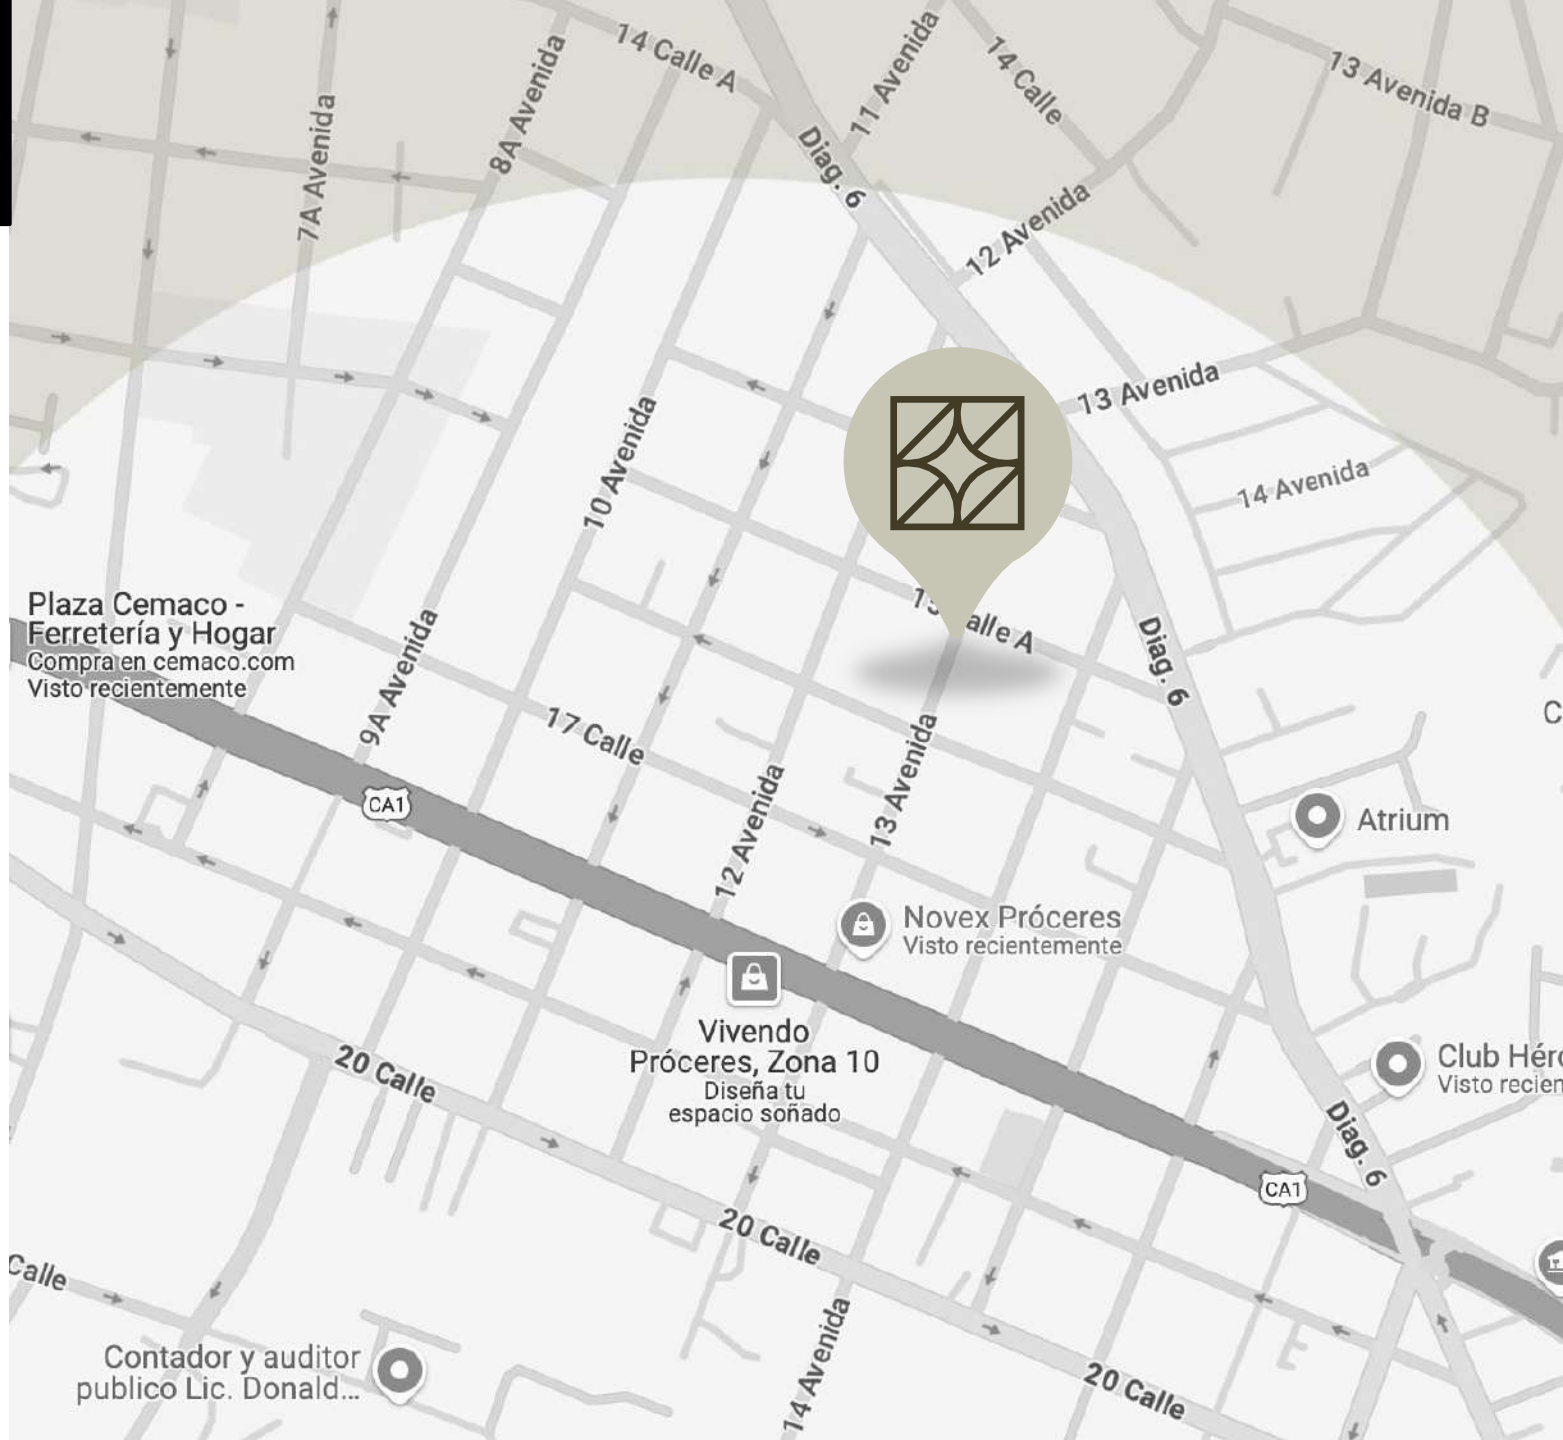 14 Calle A
8A Avenida
7A Avenida
11 Avenida
14 Calle
13 Avenida B
Diag. 6
12 Avenida
13 Avenida
10 Avenida
14 Avenida
Plaza Cemaco -
Ferretería y Hogar
Compra en cemaco.com
Visto recientemente
9A Avenida
Calle A
Diag. 6
17 Calle
CA1
12 Avenida
13 Avenida
Atrium
Novex Próceres
Visto recientemente
Vivendo
Próceres, Zona 10
Diseña tu
espacio soñado
20 Calle
Club
Visto
Diag. 6
CA1
20 Calle
Calle
14 Avenida
Contador y auditor
publico Lic. Donald...
20 Calle